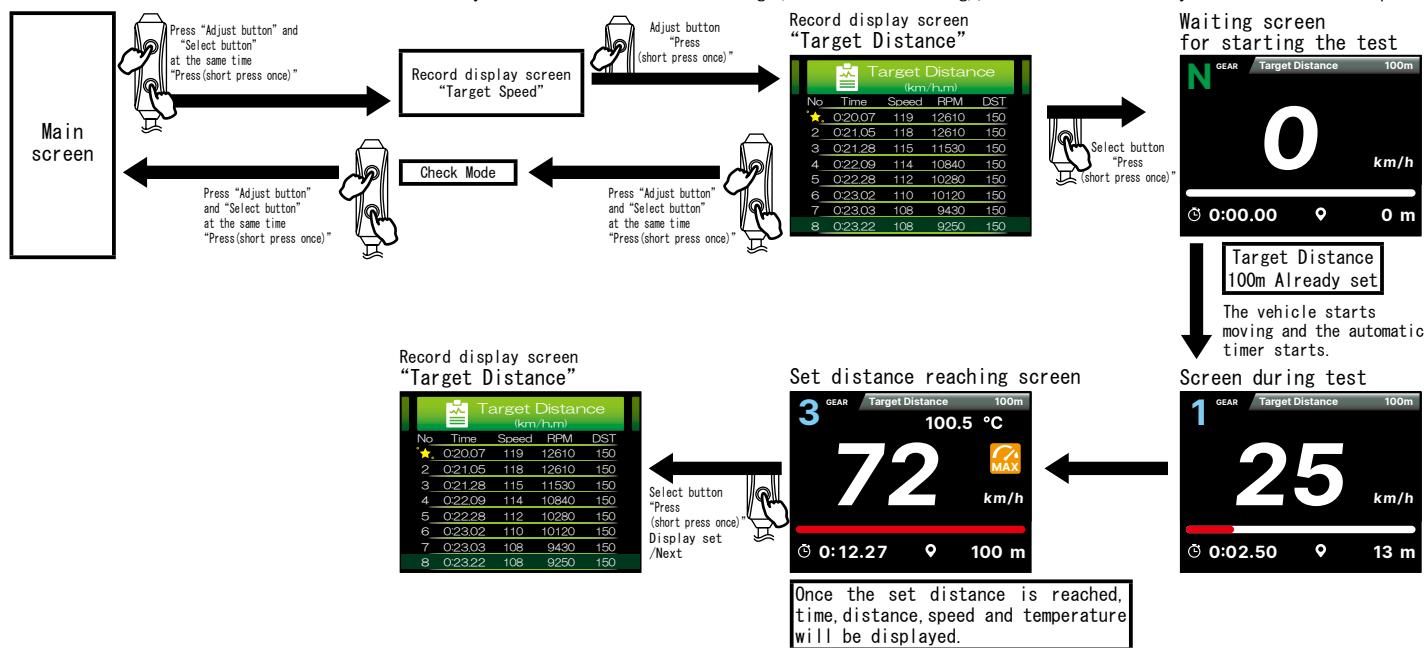 Press “Adjust button” and
“Select button”
at the same time
“Press(short press once)”
Main
screen
Record display screen
“Target Speed”
Adjust button
“Press
(short press once)”
Record display screen
“Target Distance”
Target Distance
(km/h,m)
No Time Speed RPM DST
0:20.07 119 12610 150
2 0:21.05 118 12610 150
3 0:21.28 115 11530 150
4 0:22.09 114 10840 150
5 0:22.28 112 10280 150
6 0:23.02 110 10120 150
7 0:23.03 108 9430 150
8 0:23.22 108 9250 150
Select button
“Press
(short press once)”
Waiting screen
for starting the test
N GEAR Target Distance 100m
0
km/h
0:00.00 0 m
Press “Adjust button”
and “Select button”
at the same time
“Press(short press once)”
Check Mode
Press “Adjust button”
and “Select button”
at the same time
“Press(short press once)”
Target Distance
100m Already set
The vehicle starts
moving and the automatic
timer starts.
Screen during test
1 GEAR Target Distance 100m
25
km/h
0:02.50 13 m
Set distance reaching screen
3 GEAR Target Distance 100m
100.5 °C
72
MAX
km/h
0:12.27 100 m
Once the set distance is reached,
time,distance,speed and temperature
will be displayed.
Select button
“Press
(short press once)”
Display set
/Next
Record display screen
“Target Distance”
Target Distance
(km/h,m)
No Time Speed RPM DST
0:20.07 119 12610 150
2 0:21.05 118 12610 150
3 0:21.28 115 11530 150
4 0:22.09 114 10840 150
5 0:22.28 112 10280 150
6 0:23.02 110 10120 150
7 0:23.03 108 9430 150
8 0:23.22 108 9250 150